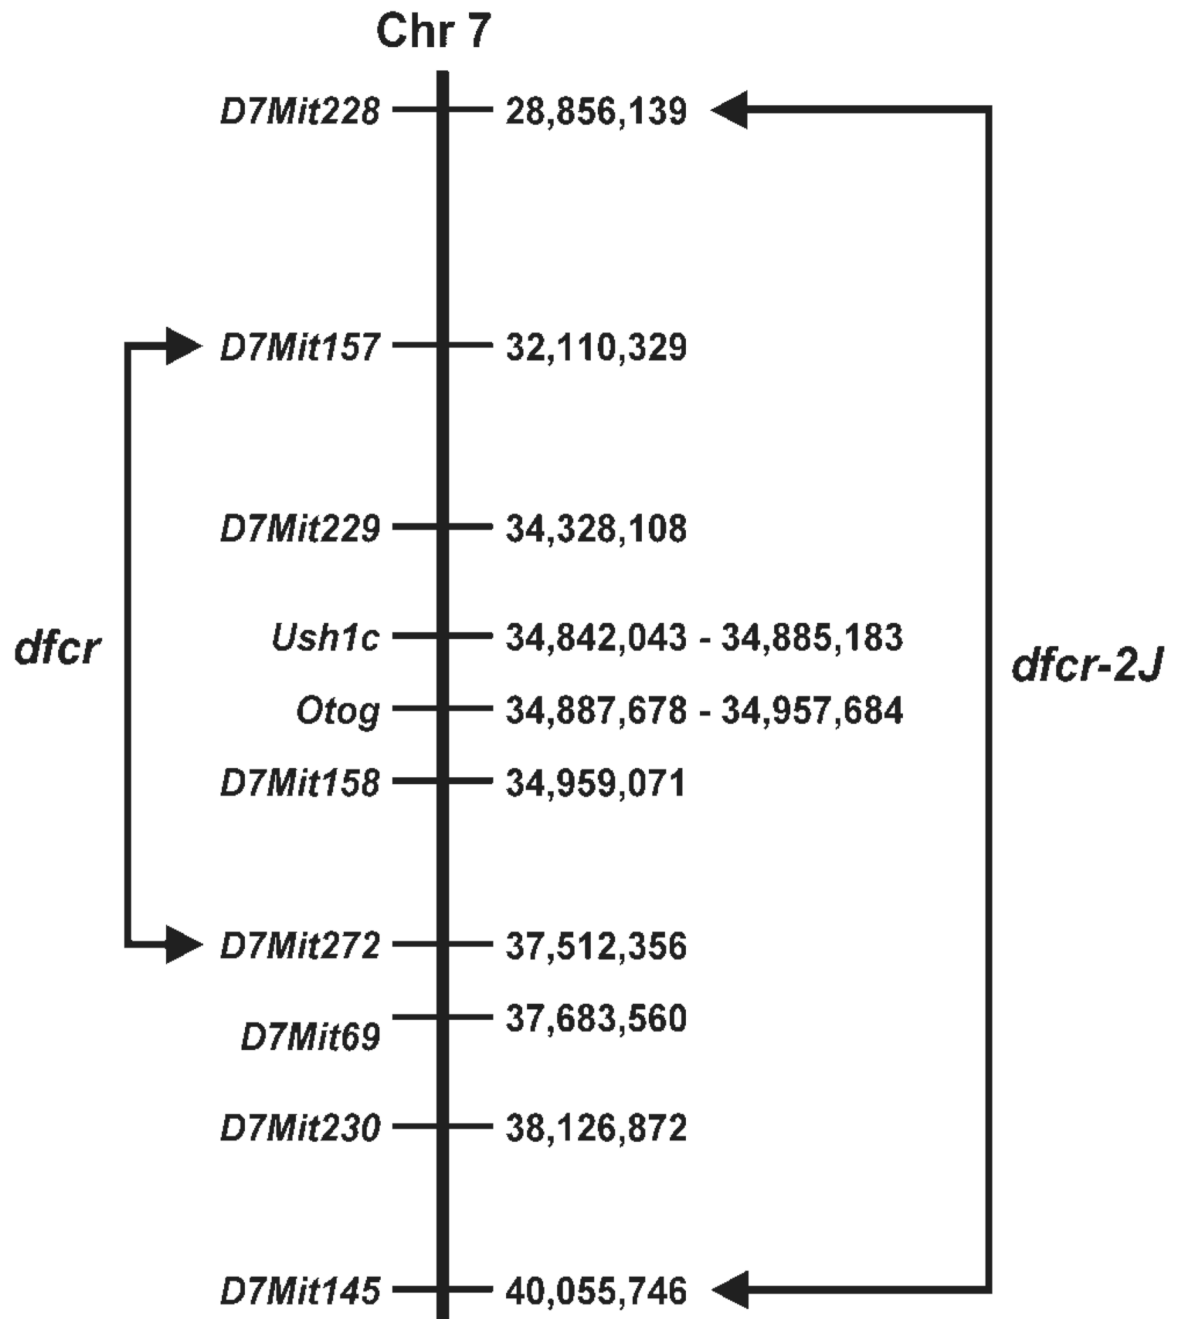 Chr 7
D7Mit228 28,856,139
D7Mit157 32,110,329
D7Mit229 34,328,108
Ush1c 34,842,043 - 34,885,183
dfcr
dfcr-2J
Otog 34,887,678 - 34,957,684
D7Mit158 34,959,071
D7Mit272 37,512,356
D7Mit69 37,683,560
D7Mit230 38,126,872
D7Mit145 40,055,746